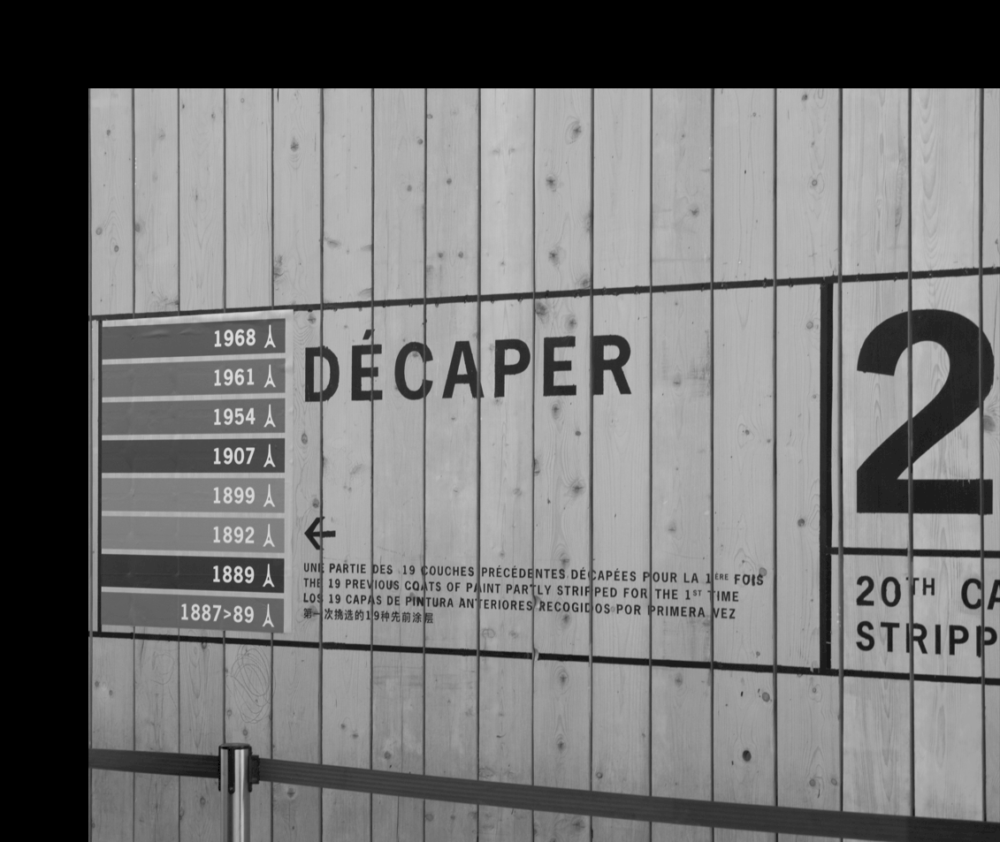 1968
1961
1954
1907
1899
1892
1889
1887>89
DÉCAPER
UNE PARTIE DES 19 COUCHES PRÉCÉDENTES DÉCAPÉES POUR LA 1ERE FOIS
THE 19 PREVIOUS COATS OF PAINT PARTLY STRIPPED FOR THE 1ST TIME
LOS 19 CAPAS DE PINTURA ANTERIORES RECOGIDOS POR PRIMERA VEZ
第一次挑选的19种先前涂层
2
20TH CA
STRIPP